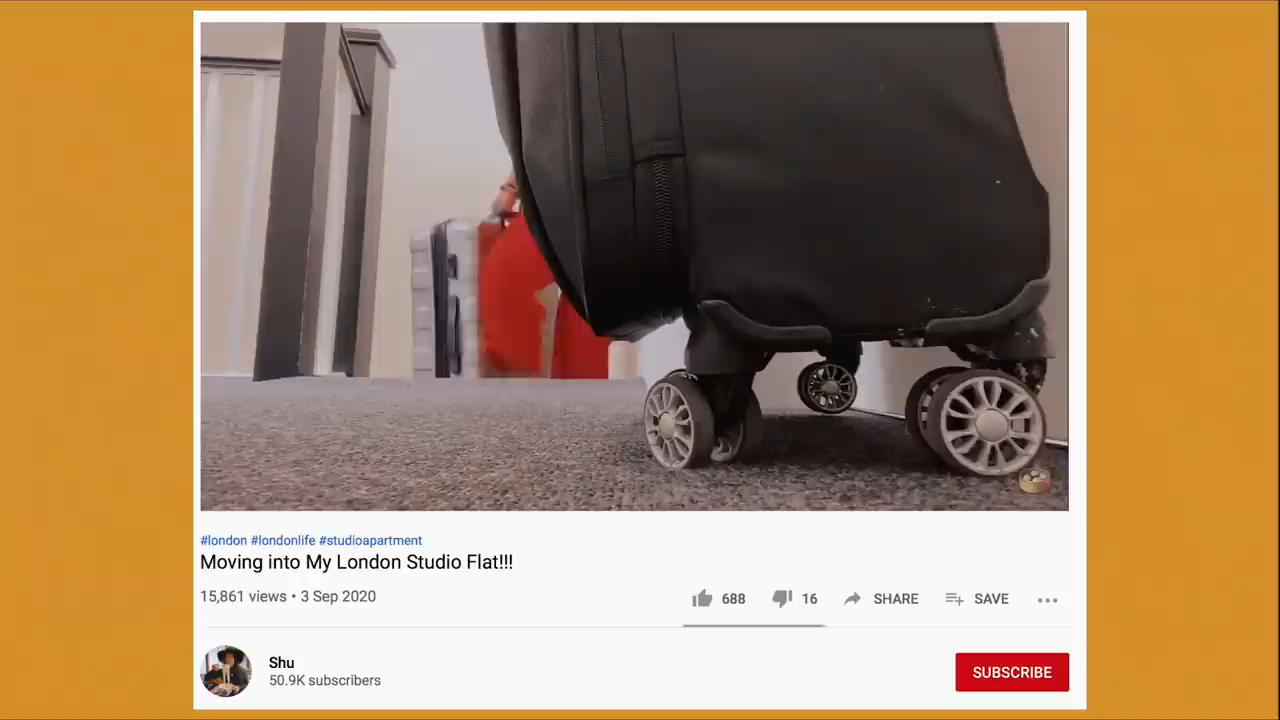 #london #londonlife #studioapartment
Moving into My London Studio Flat!!!
15,861 views • 3 Sep 2020
688 16 SHARE SAVE
Shu
50.9K subscribers
SUBSCRIBE